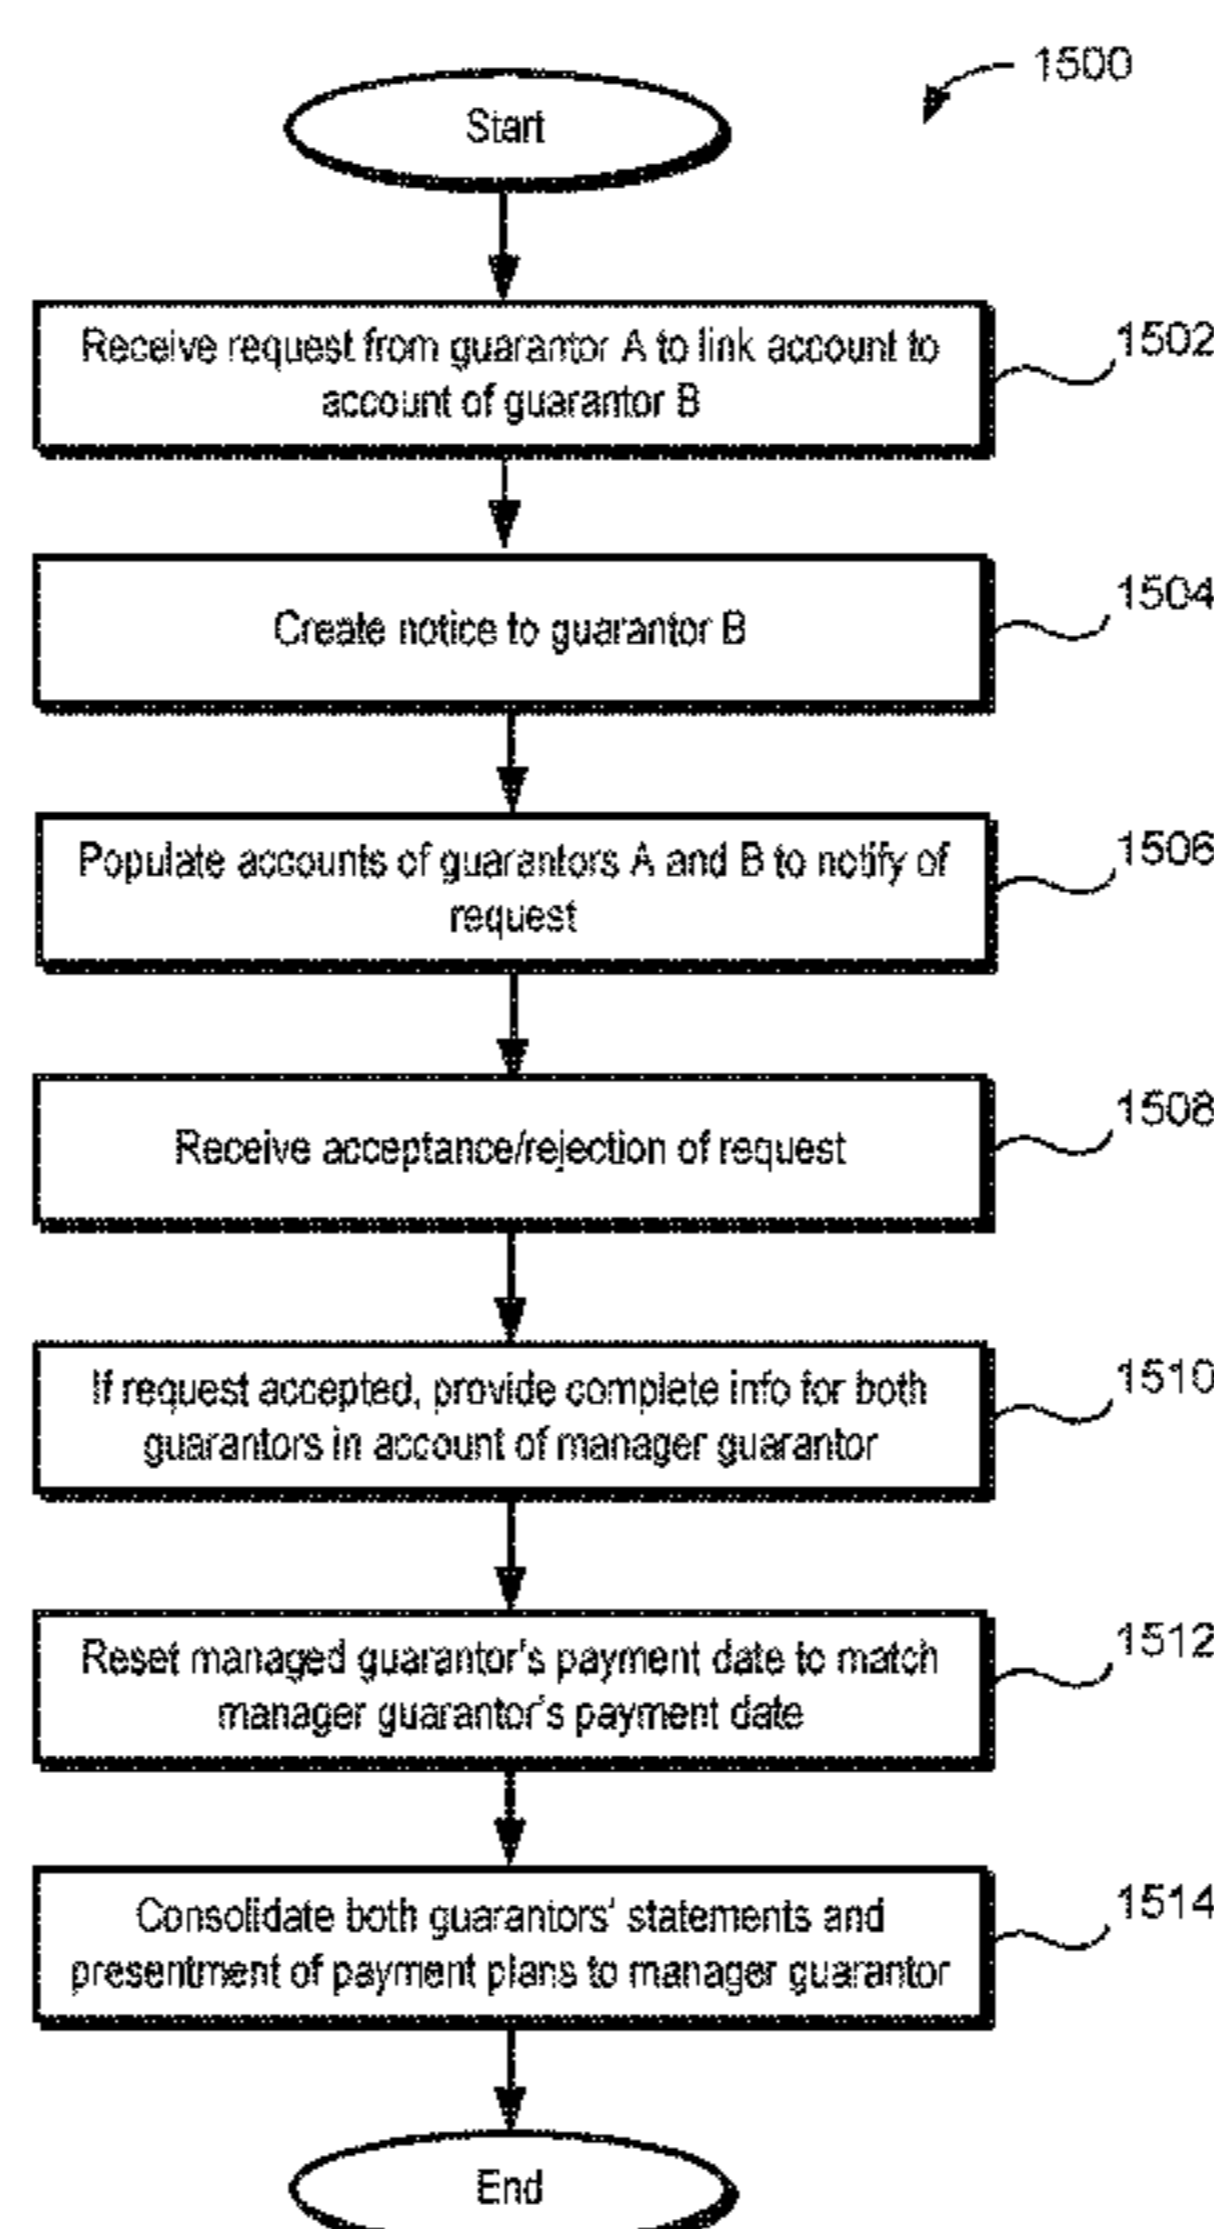 1500
Start
Receive request from guarantor A to link account to
account of guarantor B
1502
Create notice to guarantor B
1504
Populate accounts of guarantors A and B to notify of
request
1506
Receive acceptance/rejection of request
1508
If request accepted, provide complete info for both
guarantors in account of manager guarantor
1510
Reset managed guarantor's payment date to match
manager guarantor's payment date
1512
Consolidate both guarantors' statements and
presentment of payment plans to manager guarantor
1514
End